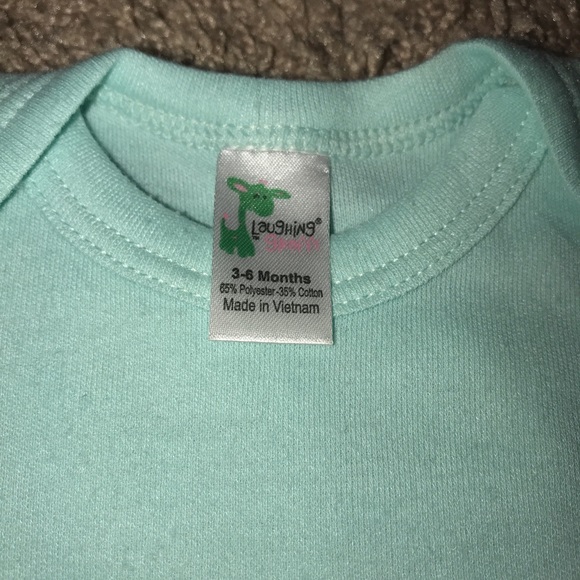 Laughing®
3-6 Months
65% Polyester-35% Cotton
Made in Vietnam